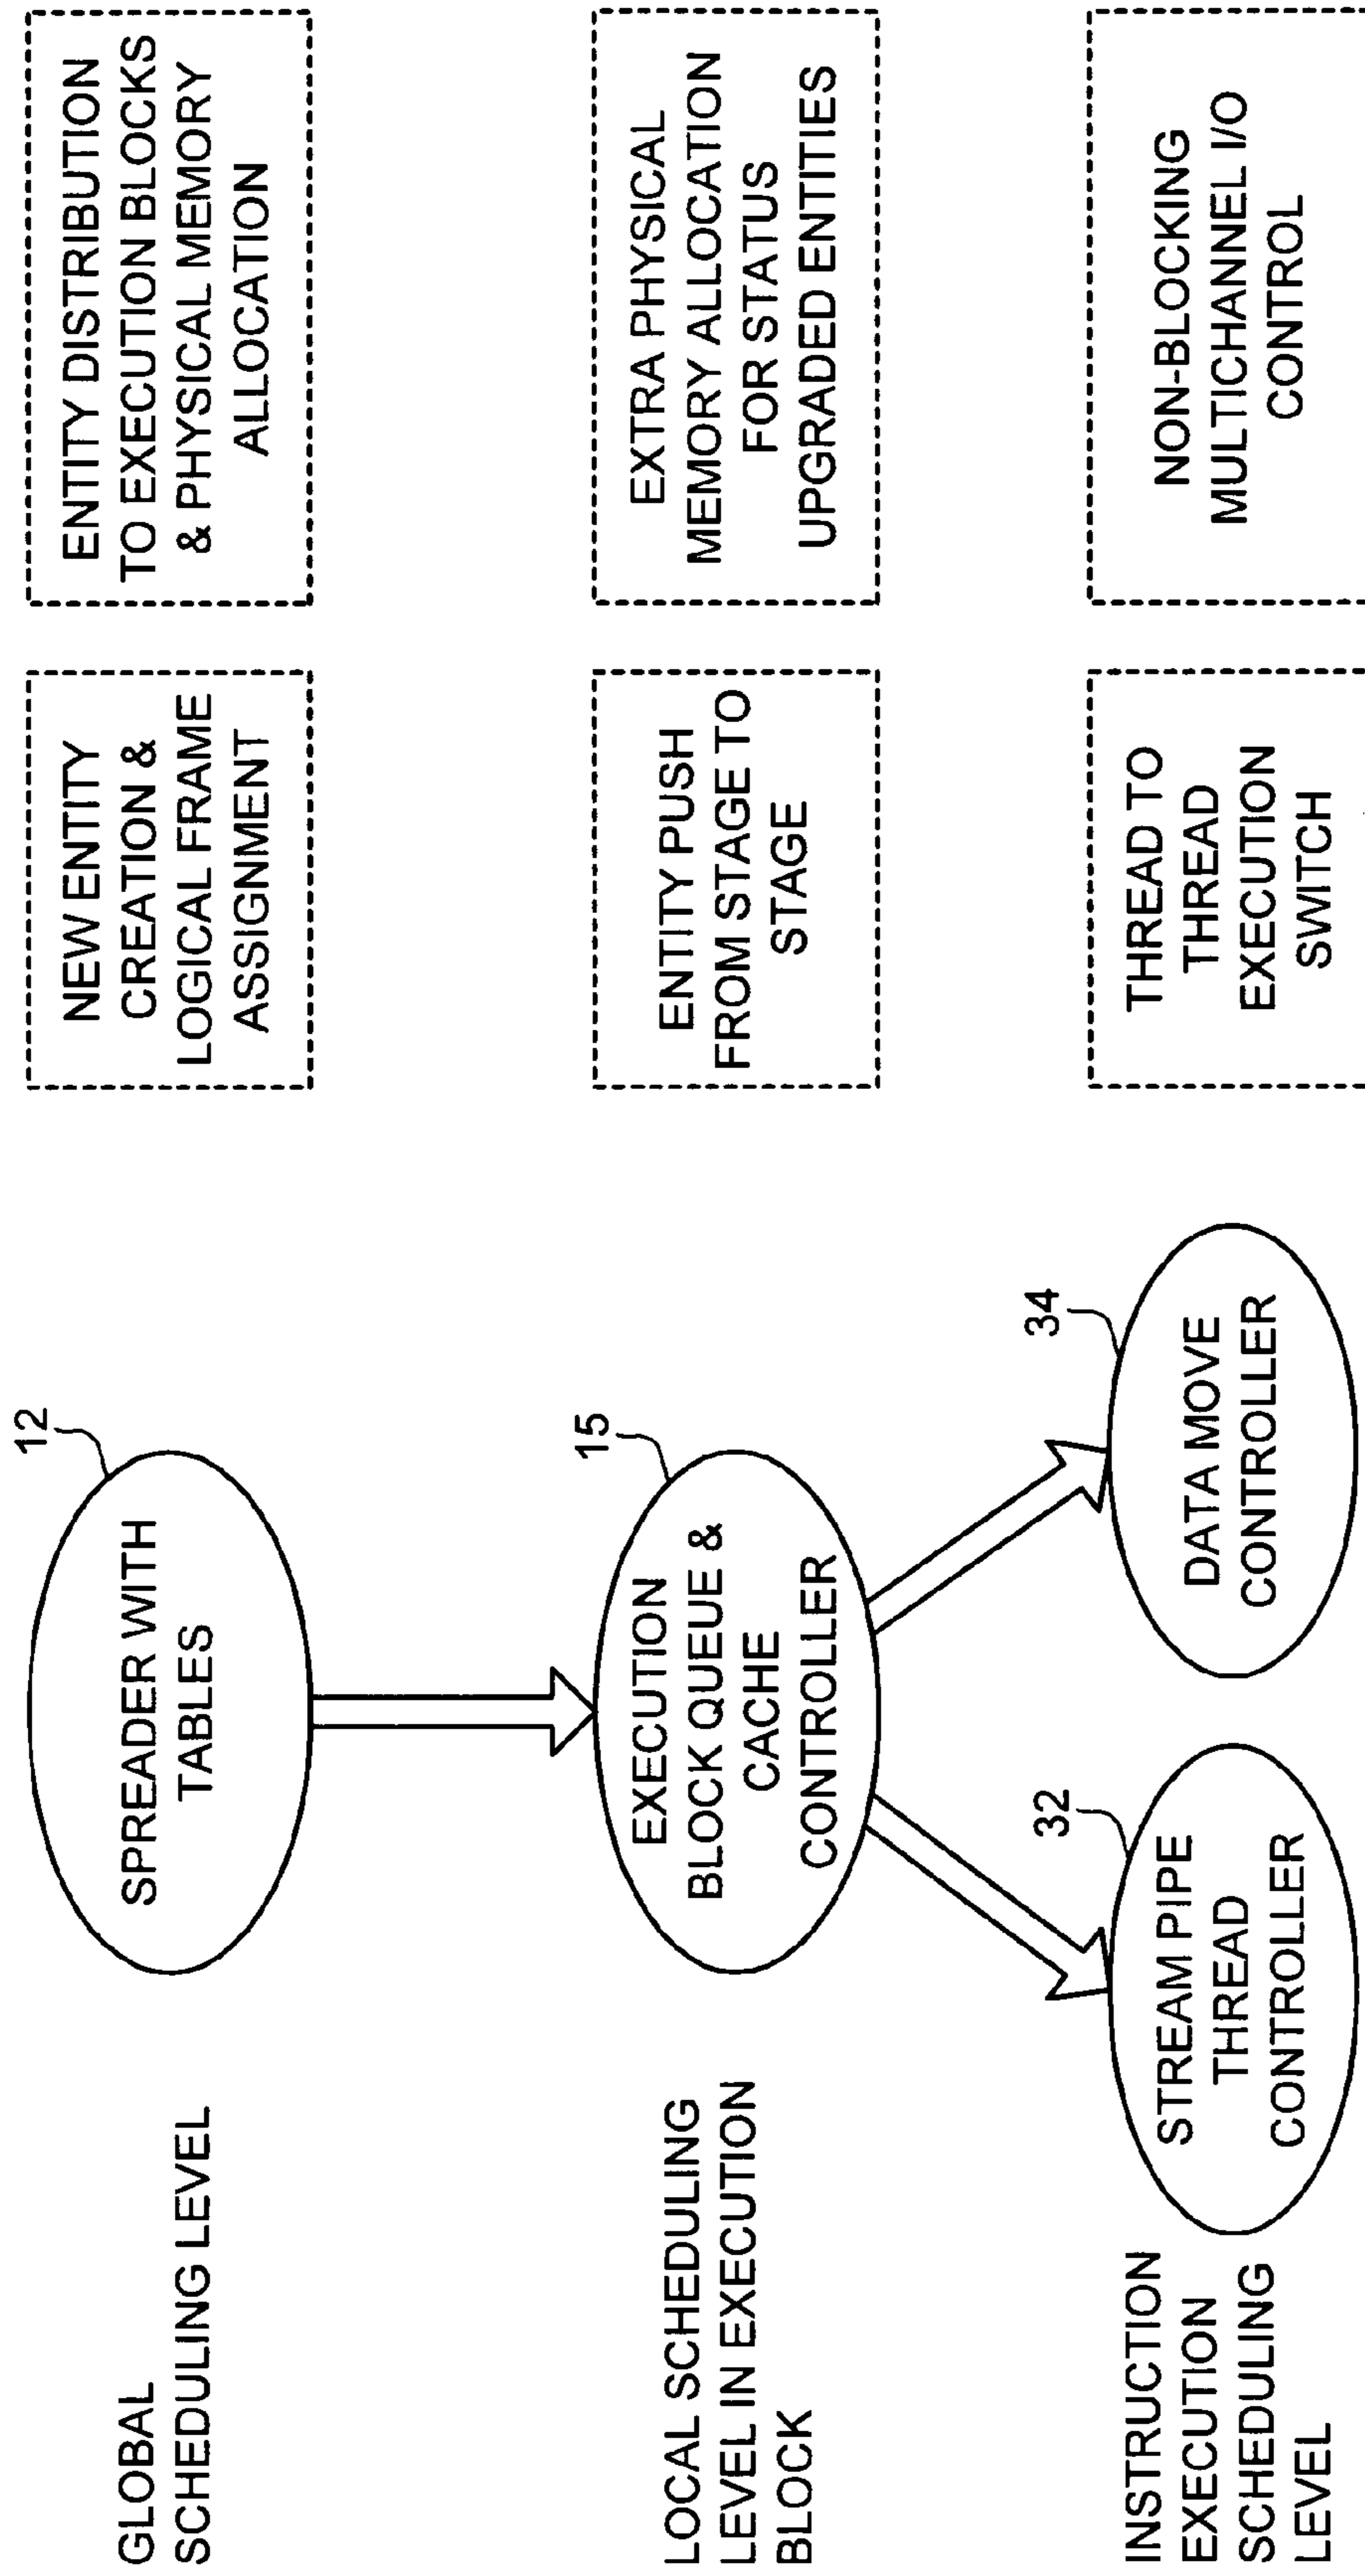 GLOBAL
SCHEDULING LEVEL
12
SPREADER WITH
TABLES
NEW ENTITY
CREATION &
LOGICAL FRAME
ASSIGNMENT
ENTITY DISTRIBUTION
TO EXECUTION BLOCKS
& PHYSICAL MEMORY
ALLOCATION
LOCAL SCHEDULING
LEVEL IN EXECUTION
BLOCK
15
EXECUTION
BLOCK QUEUE &
CACHE
CONTROLLER
ENTITY PUSH
FROM STAGE TO
STAGE
EXTRA PHYSICAL
MEMORY ALLOCATION
FOR STATUS
UPGRADED ENTITIES
INSTRUCTION
EXECUTION
SCHEDULING
LEVEL
32
STREAM PIPE
THREAD
CONTROLLER
34
DATA MOVE
CONTROLLER
THREAD TO
THREAD
EXECUTION
SWITCH
NON-BLOCKING
MULTICHANNEL I/O
CONTROL